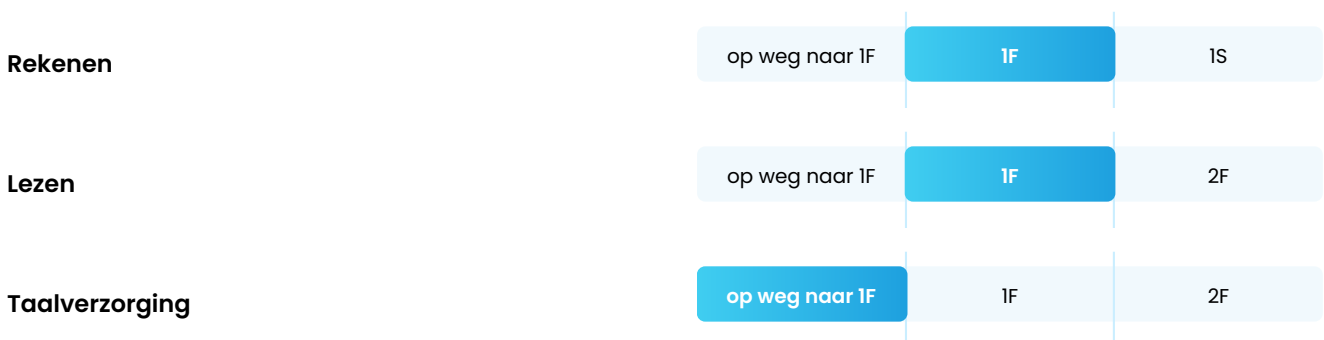 Rekenen
op weg naar 1F 1F 1S
Lezen
op weg naar 1F 1F 2F
Taalverzorging
op weg naar 1F 1F 2F